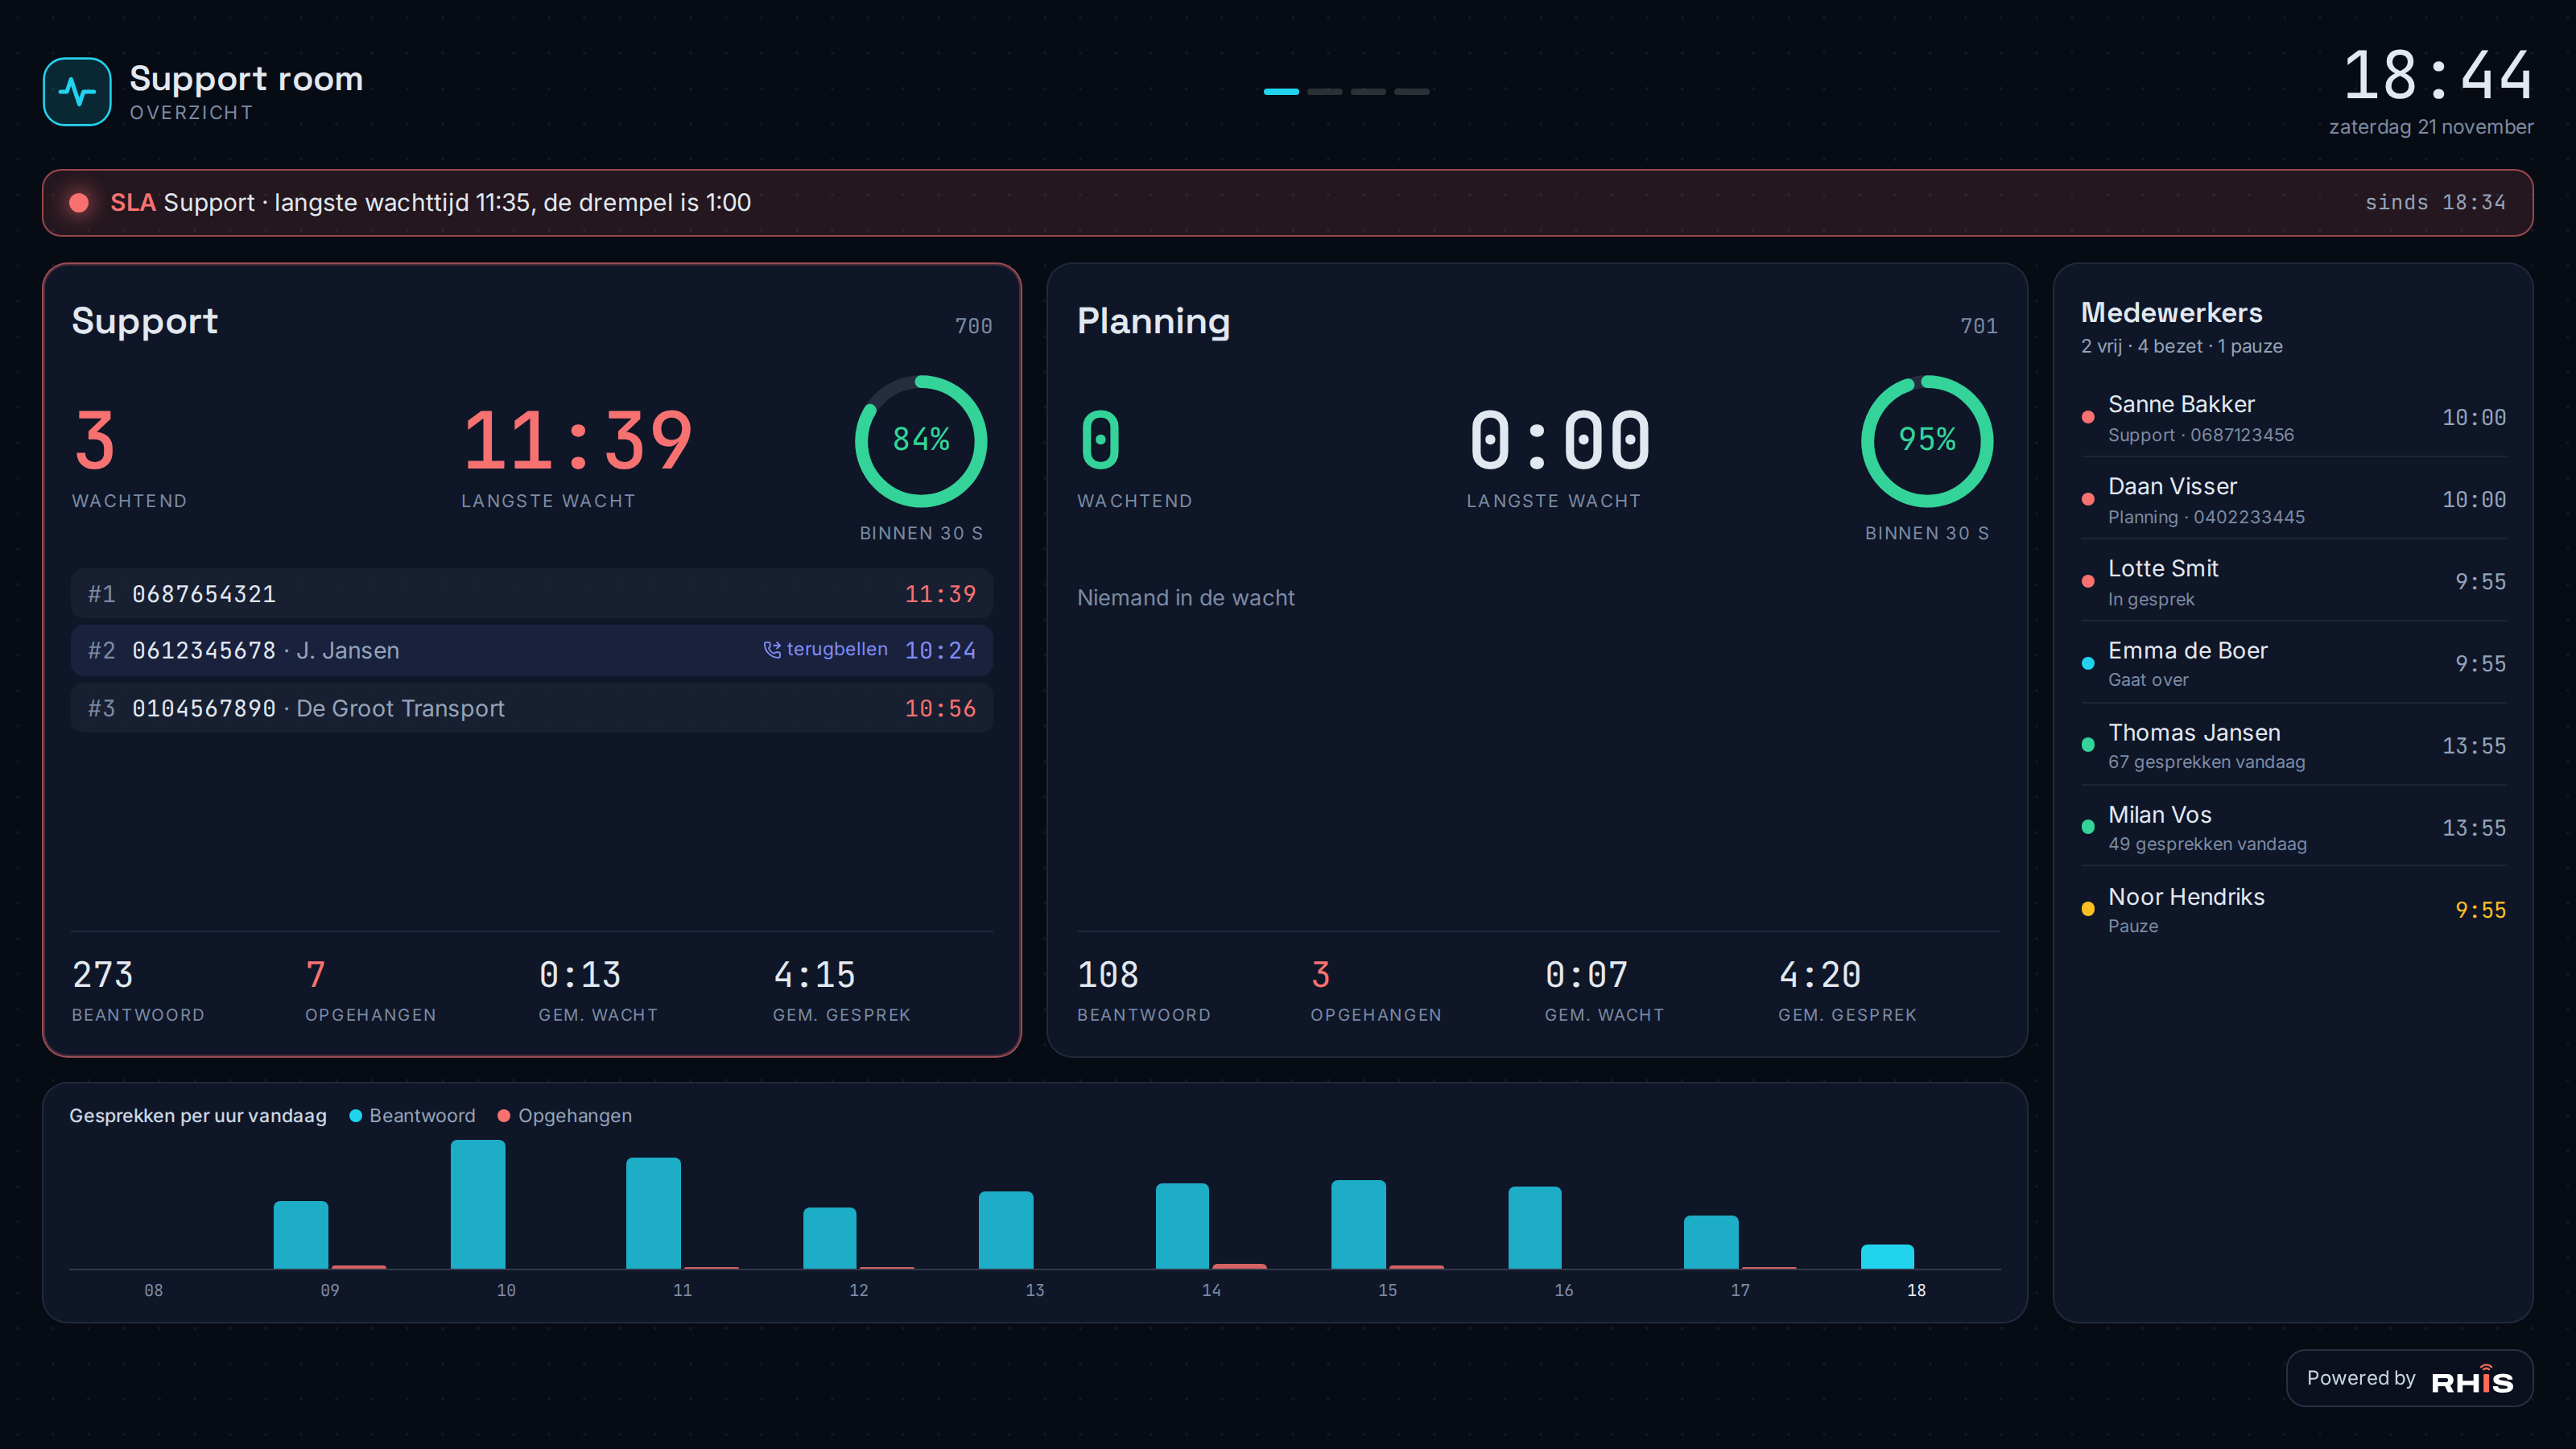 Support room
OVERZICHT
18:44
zaterdag 21 november
SLA Support · langste wachttijd 11:35, de drempel is 1:00
sinds 18:34
Support
700
3
WACHTEND
11:39
LANGSTE WACHT
84%
BINNEN 30 S
#1 0687654321 11:39
#2 0612345678 · J. Jansen terugbellen 10:24
#3 0104567890 · De Groot Transport 10:56
273
BEANTWOORD
7
OPGEHANGEN
0:13
GEM. WACHT
4:15
GEM. GESPREK
Planning
701
0
WACHTEND
0:00
LANGSTE WACHT
95%
BINNEN 30 S
Niemand in de wacht
108
BEANTWOORD
3
OPGEHANGEN
0:07
GEM. WACHT
4:20
GEM. GESPREK
Medewerkers
2 vrij · 4 bezet · 1 pauze
Sanne Bakker
Support · 0687123456
10:00
Daan Visser
Planning · 0402233445
10:00
Lotte Smit
In gesprek
9:55
Emma de Boer
Gaat over
9:55
Thomas Jansen
67 gesprekken vandaag
13:55
Milan Vos
49 gesprekken vandaag
13:55
Noor Hendriks
Pauze
9:55
Gesprekken per uur vandaag Beantwoord Opgehangen
08 09 10 11 12 13 14 15 16 17 18
Powered by RHIS